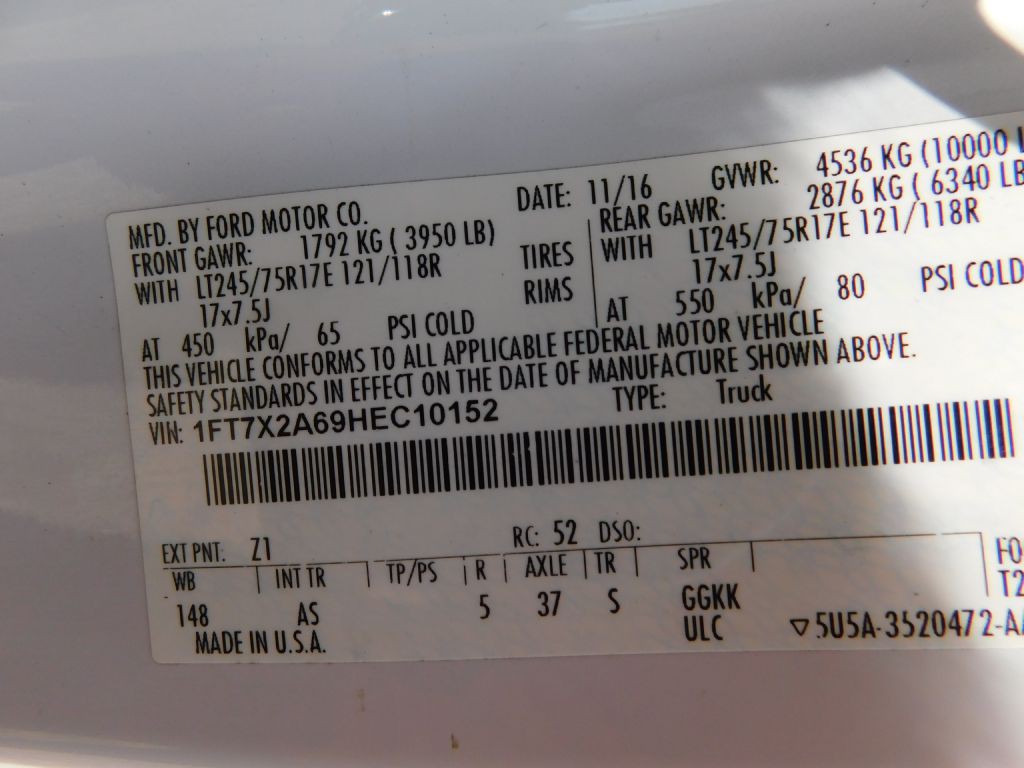 MFD. BY FORD MOTOR CO. DATE: 11/16 GVWR: 4536 KG (10000 L
FRONT GAWR: 1792 KG ( 3950 LB) REAR GAWR: 2876 KG ( 6340 LB
WITH LT245/75R17E 121/118R TIRES WITH LT245/75R17E 121/118R
17x7.5J RIMS 17x7.5J
AT 450 kPa/ 65 PSI COLD AT 550 kPa/ 80 PSI COLD
THIS VEHICLE CONFORMS TO ALL APPLICABLE FEDERAL MOTOR VEHICLE
SAFETY STANDARDS IN EFFECT ON THE DATE OF MANUFACTURE SHOWN ABOVE.
VIN: 1FT7X2A69HEC10152 TYPE: Truck
EXT PNT: Z1 RC: 52 DSO:
WB INT TR TP/PS R AXLE TR SPR FO
148 AS 5 37 S GGKK T2
MADE IN U.S.A. ULC 5U5A-3520472-AA